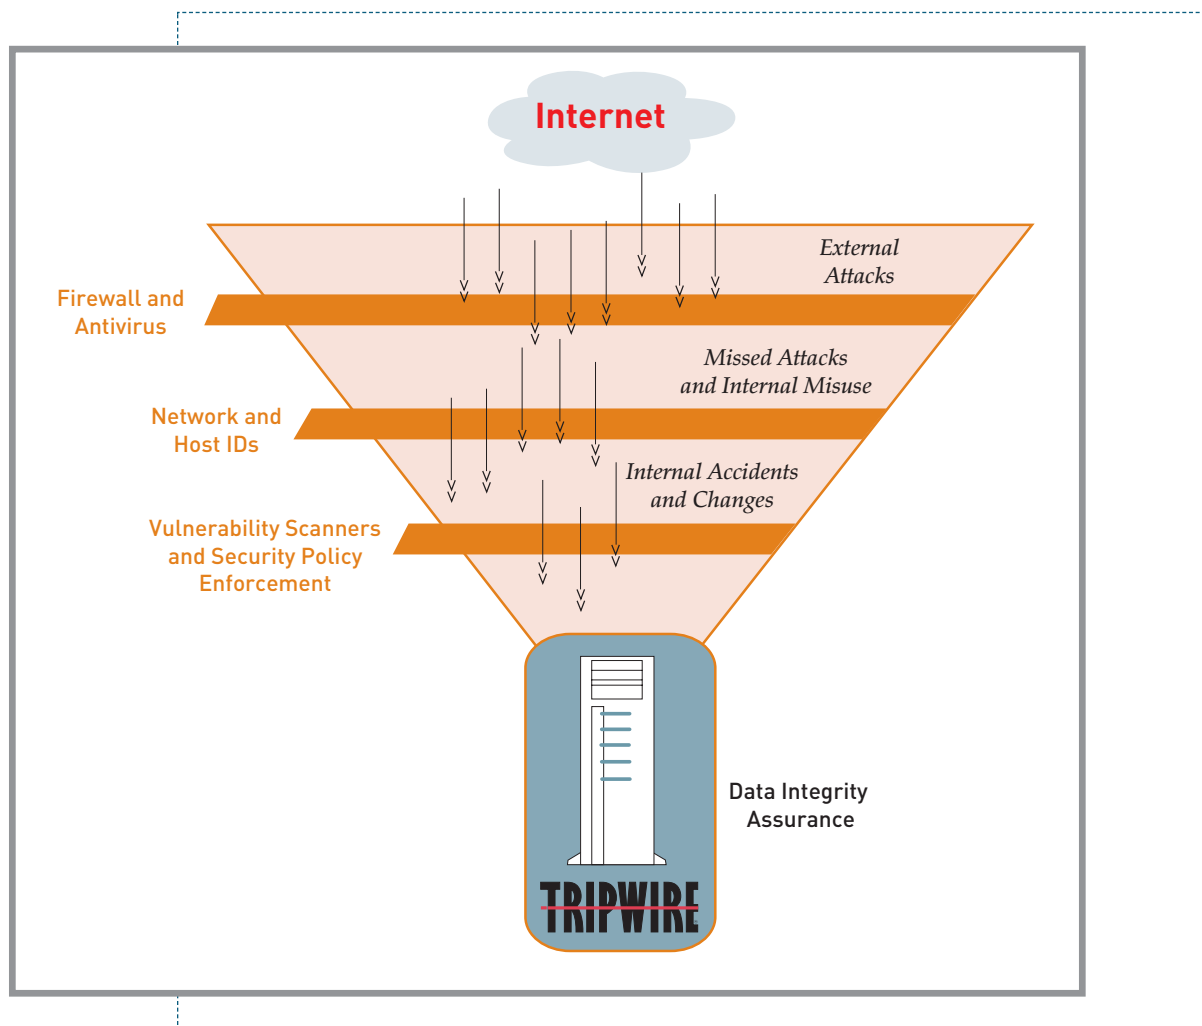 Internet
External
Attacks
Firewall and
Antivirus
Missed Attacks
and Internal Misuse
Network and
Host IDs
Internal Accidents
and Changes
Vulnerability Scanners
and Security Policy
Enforcement
Data Integrity
Assurance
TRIPWIRE